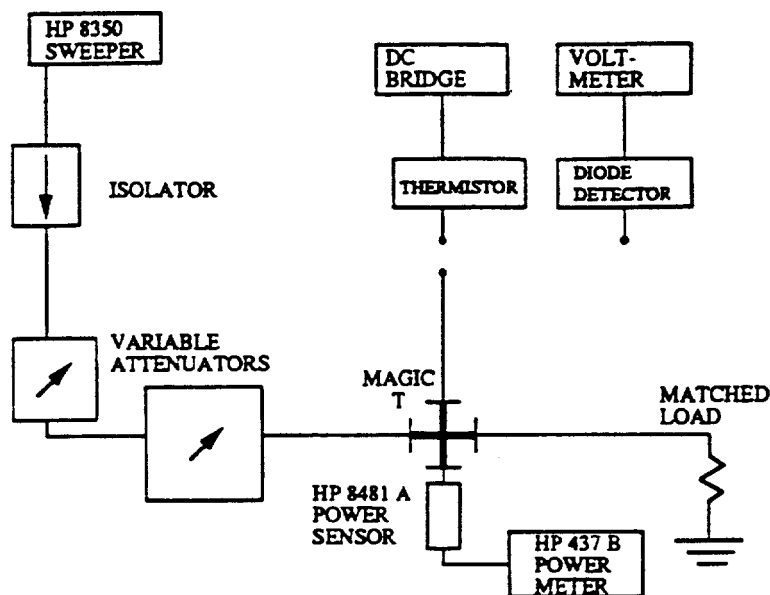 HP 8350
SWEEPER
DC
BRIDGE
VOLT-
METER
ISOLATOR
THERMISTOR
DIODE
DETECTOR
VARIABLE
ATTENUATORS
MAGIC
T
MATCHED
LOAD
HP 8481 A
POWER
SENSOR
HP 437 B
POWER
METER